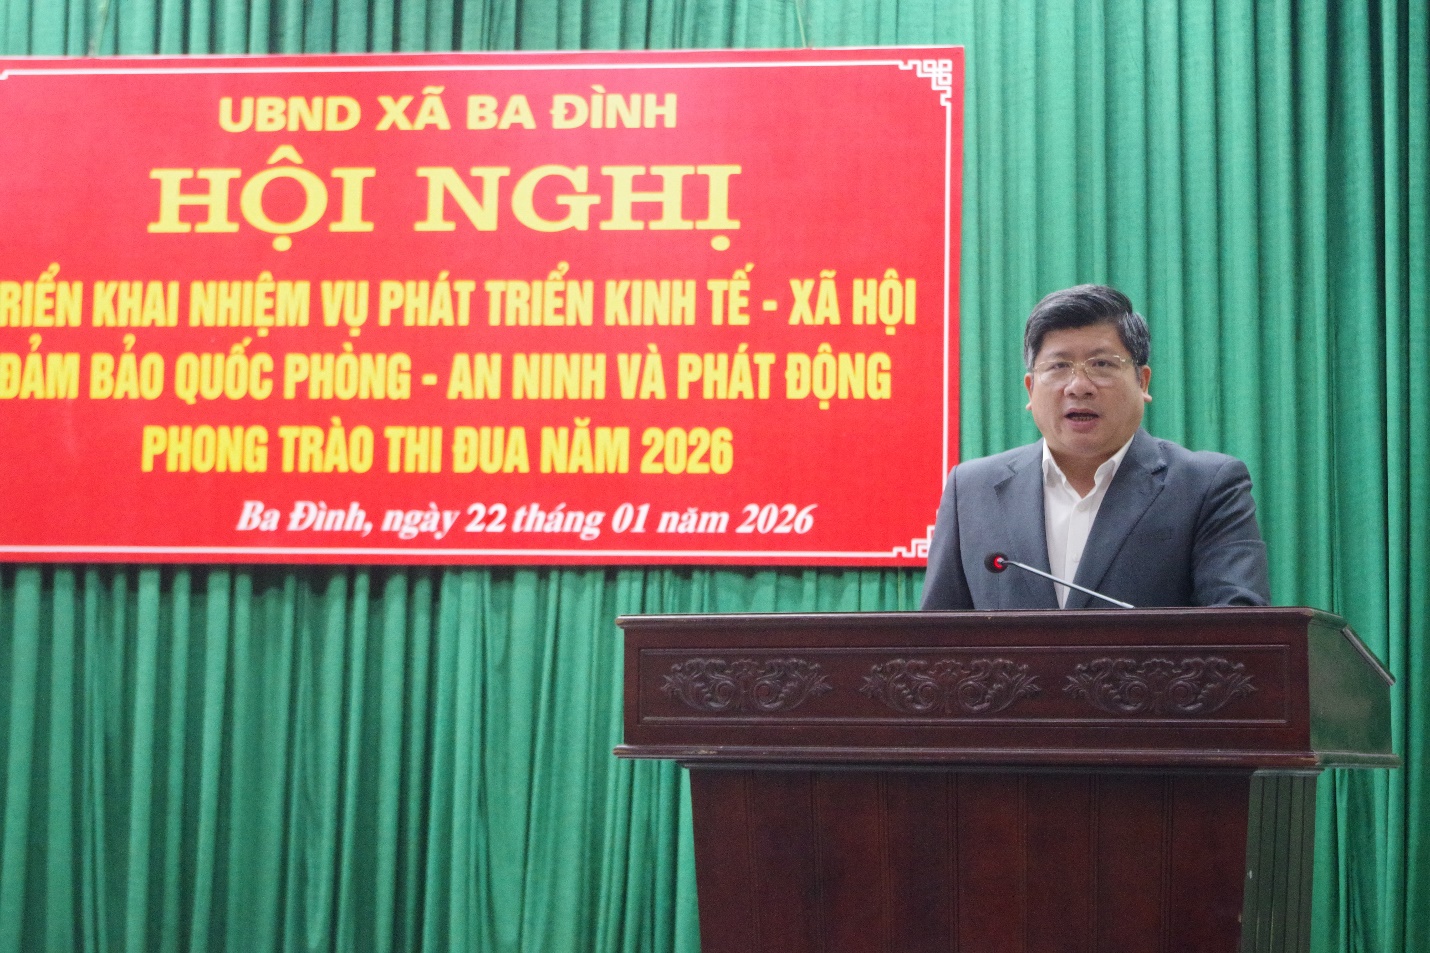 UBND XÃ BA ĐÌNH
HỘI NGHỊ
RIỂN KHAI NHIỆM VỤ PHÁT TRIỂN KINH TẾ - XÃ HỘI
ĐẢM BẢO QUỐC PHÒNG - AN NINH VÀ PHÁT ĐỘNG
PHONG TRÀO THI ĐUA NĂM 2026
Ba Đình, ngày 22 tháng 01 năm 2026